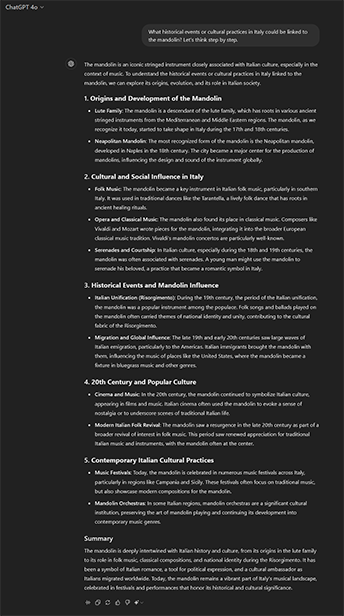 ChatGPT 4o
What historical events or cultural practices in Italy could be linked
to the mandolin? Let's think step by step.
The mandolin is an iconic stringed instrument closely associated with Italian culture, especially in the
context of music. To understand the historical events or cultural practices in Italy linked to the
mandolin, we can explore its origins, evolution, and its role in Italian society.
1. Origins and Development of the Mandolin
Lute Family: The mandolin is a descendant of the lute family, which has roots in various ancient
stringed instruments from the Mediterranean and Middle Eastern regions. The mandolin, as we
recognize it today, started to take shape in Italy during the 17th and 18th centuries.
Neapolitan Mandolin: The most recognized form of the mandolin is the Neapolitan mandolin,
developed in Naples in the 18th century. The city became a major center for the production of
mandolins, influencing the design and sound of the instrument globally.
2. Cultural and Social Influence in Italy
Folk Music: The mandolin became a key instrument in Italian folk music, particularly in southern
Italy. It was used in traditional dances like the Tarantella, a lively folk dance that has roots in
ancient healing rituals.
Opera and Classical Music: The mandolin also found its place in classical music. Composers like
Vivaldi and Mozart wrote pieces for the mandolin, integrating it into the broader European
classical music tradition. Vivaldi's mandolin concertos are particularly well-known.
Serenades and Courtship: In Italian culture, especially during the 18th and 19th centuries, the
mandolin was often associated with serenades. A young man might use the mandolin to
serenade his beloved, a practice that became a romantic symbol in Italy.
3. Historical Events and Mandolin Influence
Italian Unification (Risorgimento): During the 19th century, the period of the Italian unification,
the mandolin was a popular instrument among the populace. Folk songs and ballads played on
the mandolin often carried themes of national identity and unity, contributing to the cultural
fabric of the Risorgimento.
Migration and Global Influence: The late 19th and early 20th centuries saw large waves of
Italian emigration, particularly to the Americas. Italian immigrants brought the mandolin with
them, influencing the music of places like the United States, where the mandolin became a
fixture in bluegrass music and other genres.
4. 20th Century and Popular Culture
Cinema and Music: In the 20th century, the mandolin continued to symbolize Italian culture,
appearing in films and music. Italian cinema often used the mandolin to evoke a sense of
nostalgia or to underscore scenes of traditional Italian life.
Modern Italian Folk Revival: The mandolin saw a resurgence in the late 20th century as part of a
broader revival of interest in folk music. This period saw renewed appreciation for traditional
Italian music and instruments, with the mandolin often at the center.
5. Contemporary Italian Cultural Practices
Music Festivals: Today, the mandolin is celebrated in numerous music festivals across Italy,
particularly in regions like Campania and Sicily. These festivals often focus on traditional music,
but also showcase modern compositions for the mandolin.
Mandolin Orchestras: In some Italian regions, mandolin orchestras are a significant cultural
institution, preserving the art of mandolin playing and continuing its development into
contemporary music genres.
Summary
The mandolin is deeply intertwined with Italian history and culture, from its origins in the lute family
to its role in folk music, classical compositions, and national identity during the Risorgimento. It has
been a symbol of Italian romance, a tool for political expression, and a cultural ambassador as
Italians migrated worldwide. Today, the mandolin remains a vibrant part of Italy's musical landscape,
celebrated in festivals and performances that honor its historical and cultural significance.